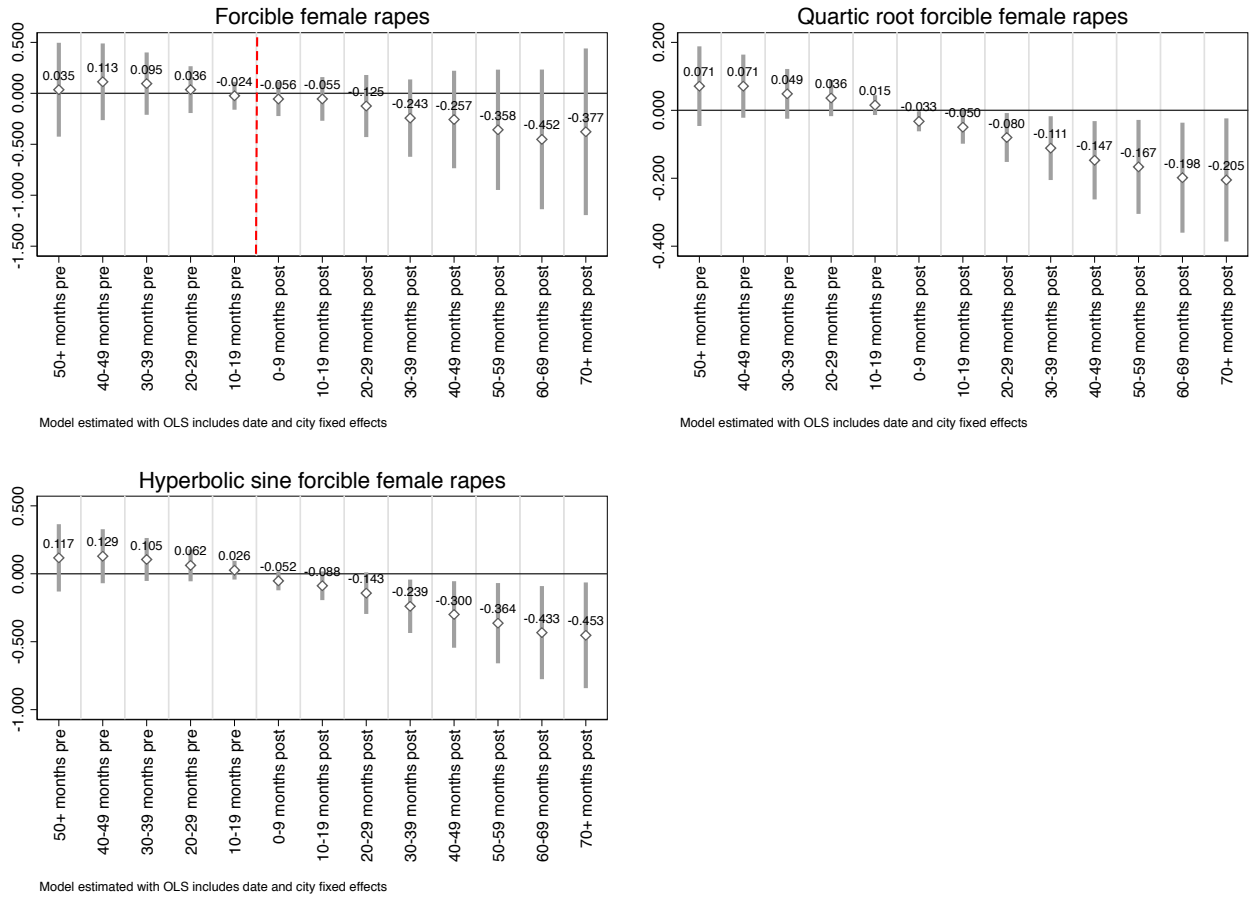 Forcible female rapes
0.500
0.000
-0.500
-1.000
-1.500
0.035
0.113
0.095
0.036
-0.024
-0.056
-0.055
-0.125
-0.243
-0.257
-0.358
-0.452
-0.377
50+ months pre
40-49 months pre
30-39 months pre
20-29 months pre
10-19 months pre
0-9 months post
10-19 months post
20-29 months post
30-39 months post
40-49 months post
50-59 months post
60-69 months post
70+ months post
Model estimated with OLS includes date and city fixed effects
Quartic root forcible female rapes
0.200
0.000
-0.200
-0.400
0.071
0.071
0.049
0.036
0.015
-0.033
-0.050
-0.080
-0.111
-0.147
-0.167
-0.198
-0.205
50+ months pre
40-49 months pre
30-39 months pre
20-29 months pre
10-19 months pre
0-9 months post
10-19 months post
20-29 months post
30-39 months post
40-49 months post
50-59 months post
60-69 months post
70+ months post
Model estimated with OLS includes date and city fixed effects
Hyperbolic sine forcible female rapes
0.500
0.000
-0.500
-1.000
0.117
0.129
0.105
0.062
0.026
-0.052
-0.088
-0.143
-0.239
-0.300
-0.364
-0.433
-0.453
50+ months pre
40-49 months pre
30-39 months pre
20-29 months pre
10-19 months pre
0-9 months post
10-19 months post
20-29 months post
30-39 months post
40-49 months post
50-59 months post
60-69 months post
70+ months post
Model estimated with OLS includes date and city fixed effects